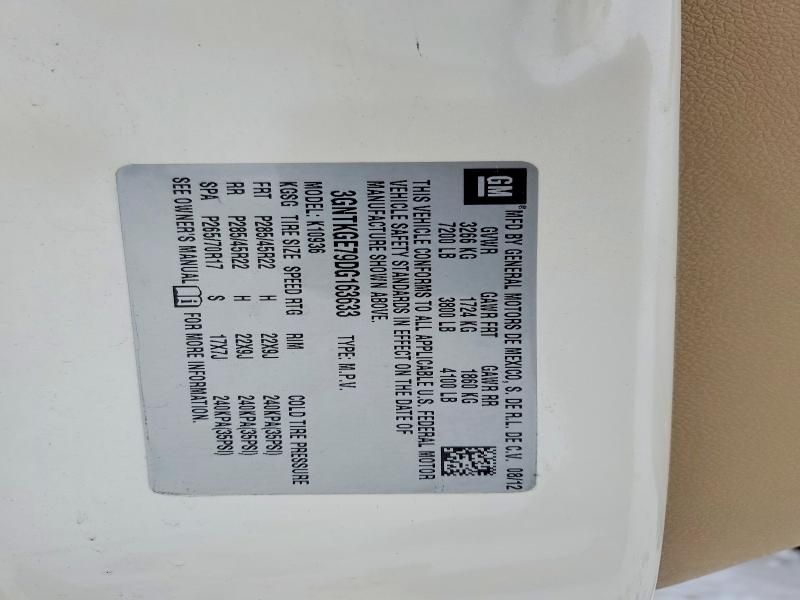 GM ® MFD BY GENERAL MOTORS DE MEXICO, S. DE R.L. DE C.V. 08/12
GVWR GAWR FRT GAWR RR
3266 KG 1724 KG 1860 KG
7200 LB 3800 LB 4100 LB
THIS VEHICLE CONFORMS TO ALL APPLICABLE U.S. FEDERAL MOTOR
VEHICLE SAFETY STANDARDS IN EFFECT ON THE DATE OF
MANUFACTURE SHOWN ABOVE.
3GNTKGE79DG163633 TYPE: M.P.V.
MODEL: K10936
KGSG TIRE SIZE SPEED RTG RIM COLD TIRE PRESSURE
FRT P285/45R22 H 22X9J 240KPA(35PSI)
RR P285/45R22 H 22X9J 240KPA(35PSI)
SPA P265/70R17 S 17X7J 240KPA(35PSI)
SEE OWNER'S MANUAL FOR MORE INFORMATION.